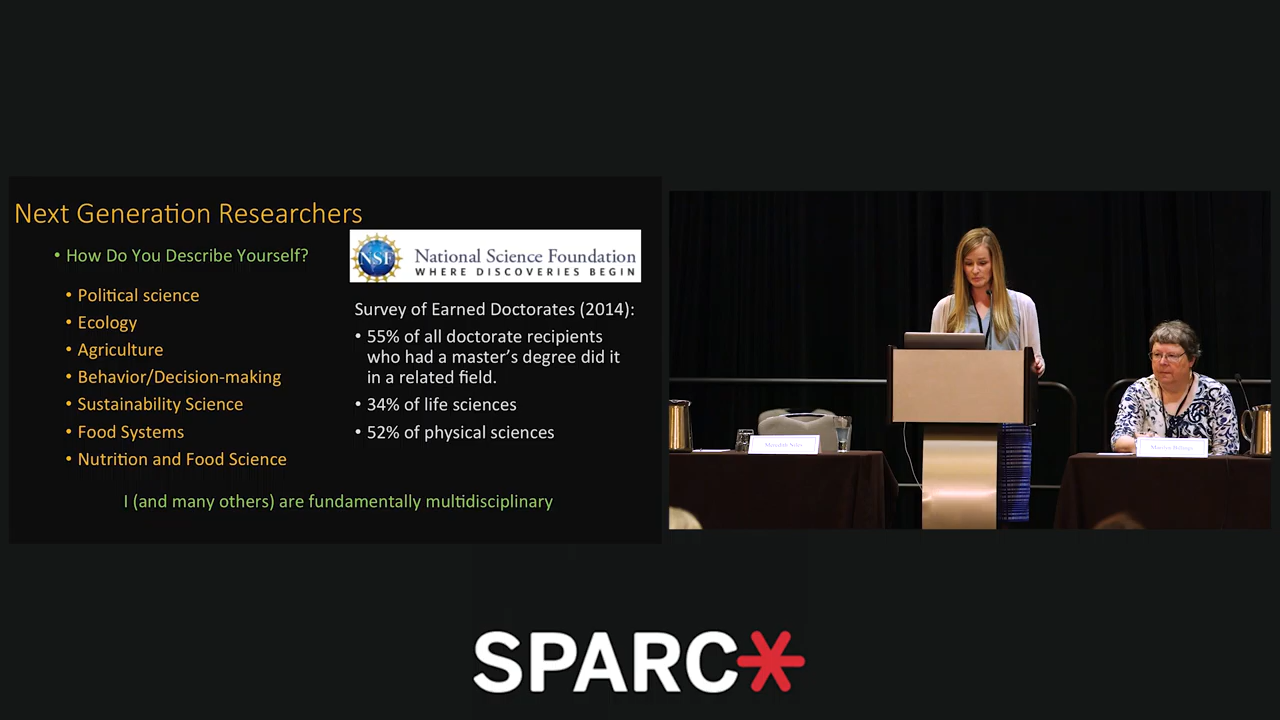 Next Generation Researchers
• How Do You Describe Yourself?
• Political science
• Ecology
• Agriculture
• Behavior/Decision-making
• Sustainability Science
• Food Systems
• Nutrition and Food Science
NSF
National Science Foundation
WHERE DISCOVERIES BEGIN
Survey of Earned Doctorates (2014):
• 55% of all doctorate recipients
who had a master's degree did it
in a related field.
• 34% of life sciences
• 52% of physical sciences
I (and many others) are fundamentally multidisciplinary
Meredith
SPARC